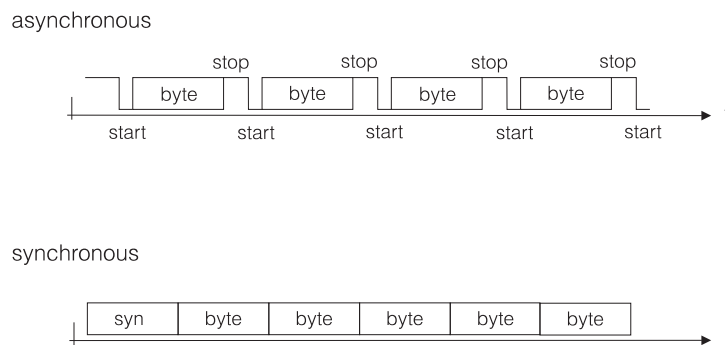 asynchronous
stop stop stop stop
byte byte byte byte
start start start start start
synchronous
syn byte byte byte byte byte